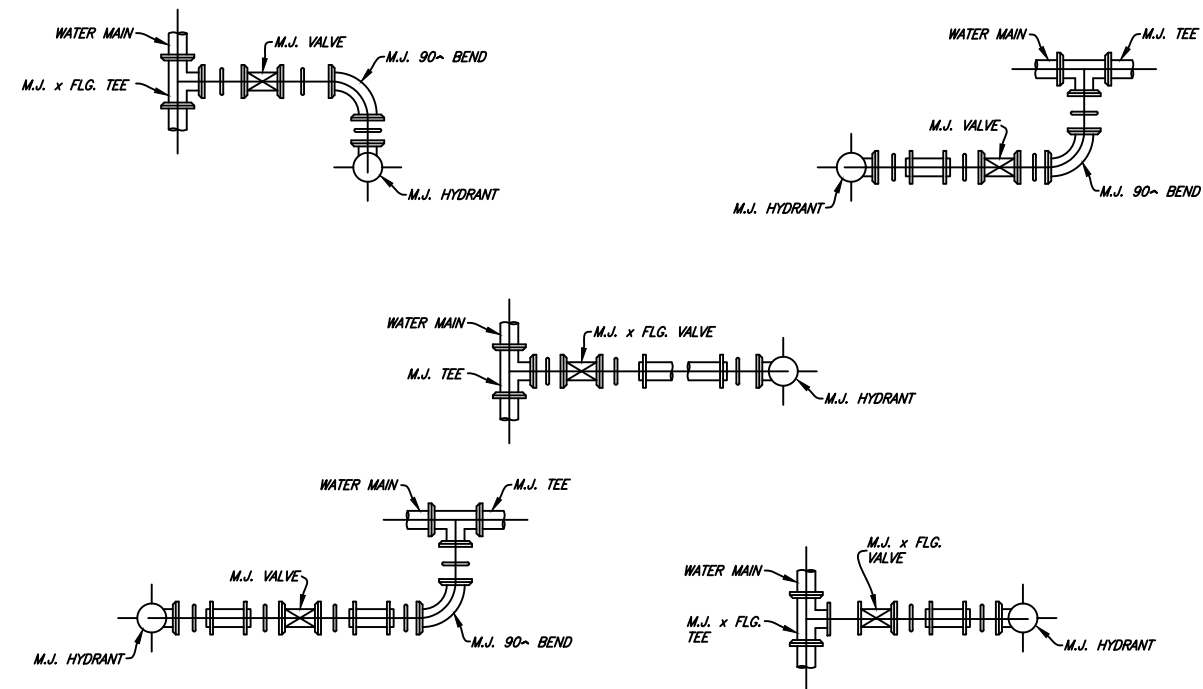 WATER MAIN
M.J. VALVE
M.J. 90~ BEND
M.J. x FLG. TEE
M.J. HYDRANT
WATER MAIN
M.J. TEE
M.J. VALVE
M.J. 90~ BEND
M.J. HYDRANT
WATER MAIN
M.J. x FLG. VALVE
M.J. TEE
M.J. HYDRANT
WATER MAIN
M.J. TEE
M.J. VALVE
M.J. 90~ BEND
M.J. HYDRANT
M.J. x FLG.
VALVE
WATER MAIN
M.J. x FLG.
TEE
M.J. HYDRANT